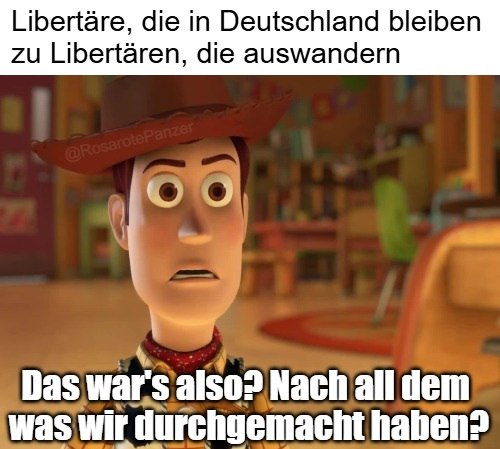 Libertäre, die in Deutschland bleiben
zu Libertären, die auswandern
@RosarotePanzer
Das war's also? Nach all dem
was wir durchgemacht haben?